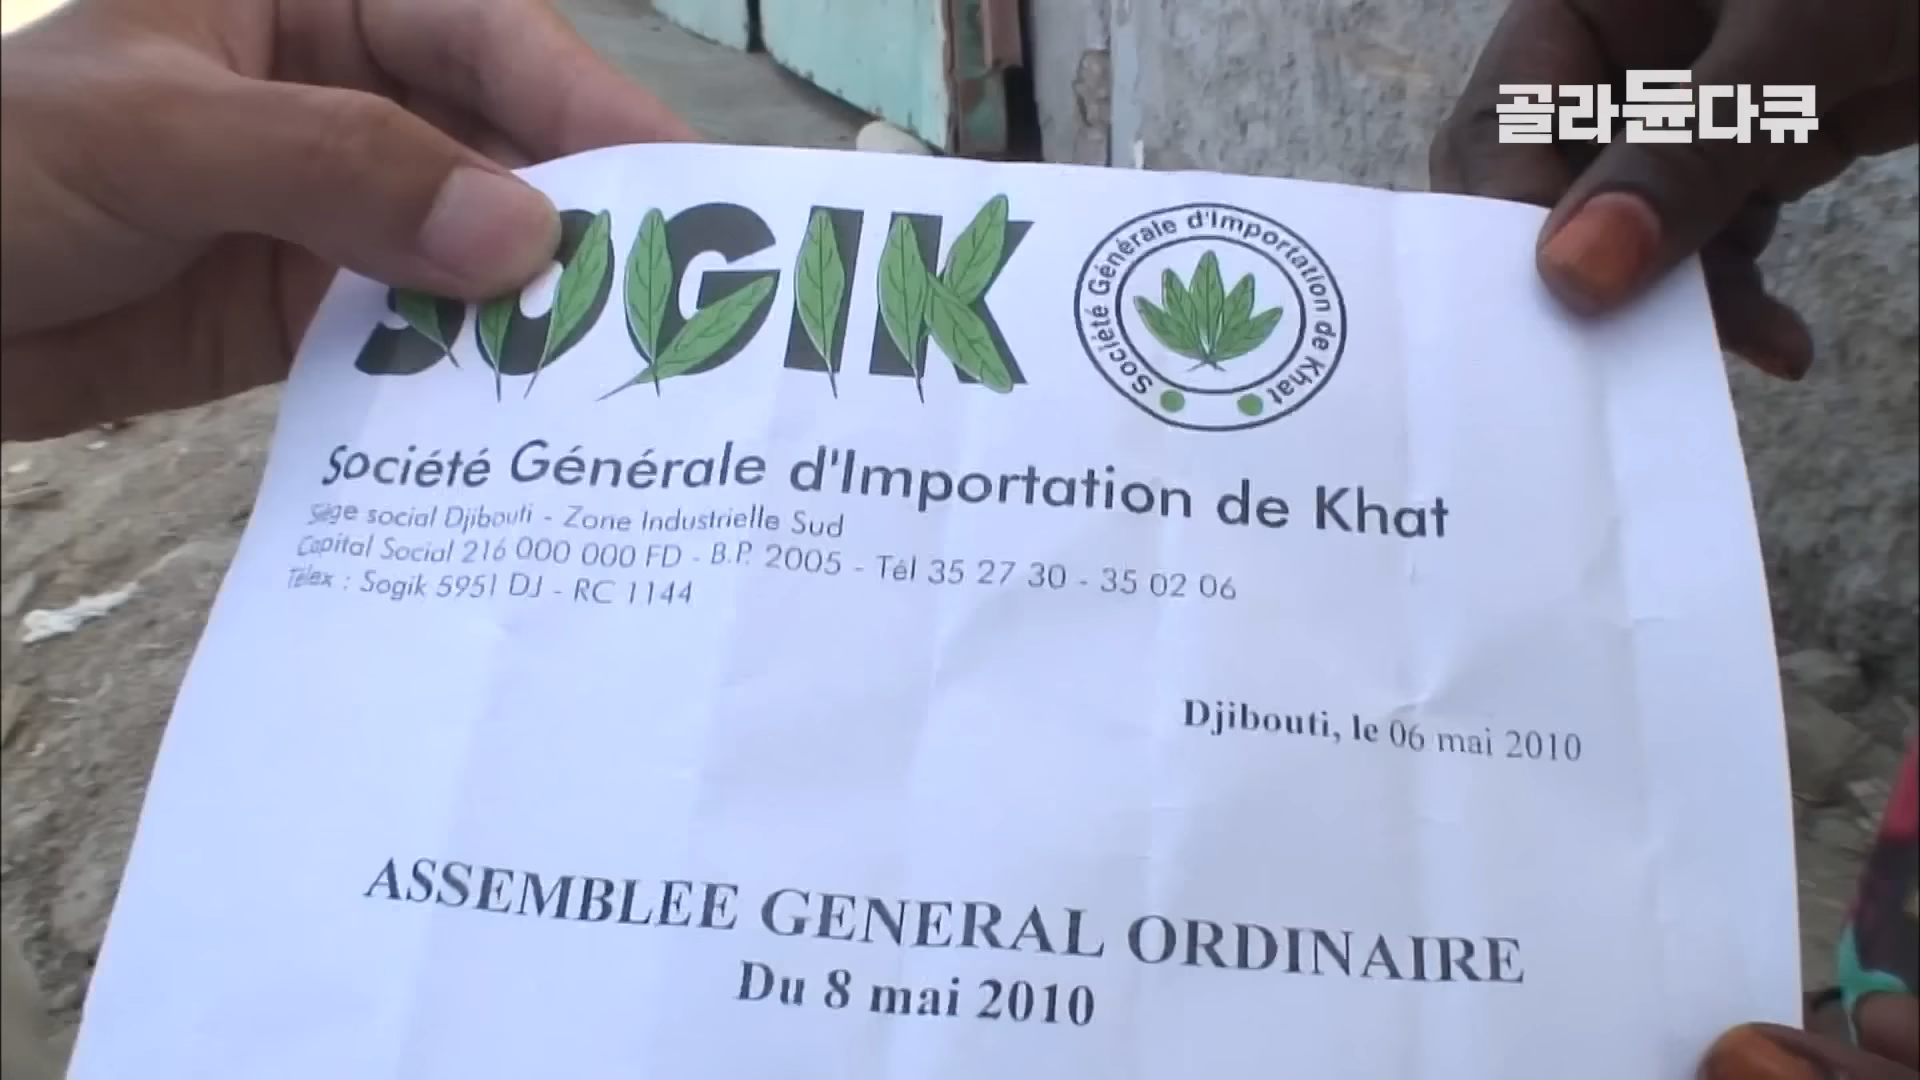 골라듄다큐
SOGIK
Société Générale d'Importation de Khat
Société Générale d'Importation de Khat
Siège social Djibouti - Zone Industrielle Sud
Capital Social 216 000 000 FD - B.P. 2005 - Tél 35 27 30 - 35 02 06
Télex : Sogik 5951 DJ - RC 1144
Djibouti, le 06 mai 2010
ASSEMBLEE GENERAL ORDINAIRE
Du 8 mai 2010